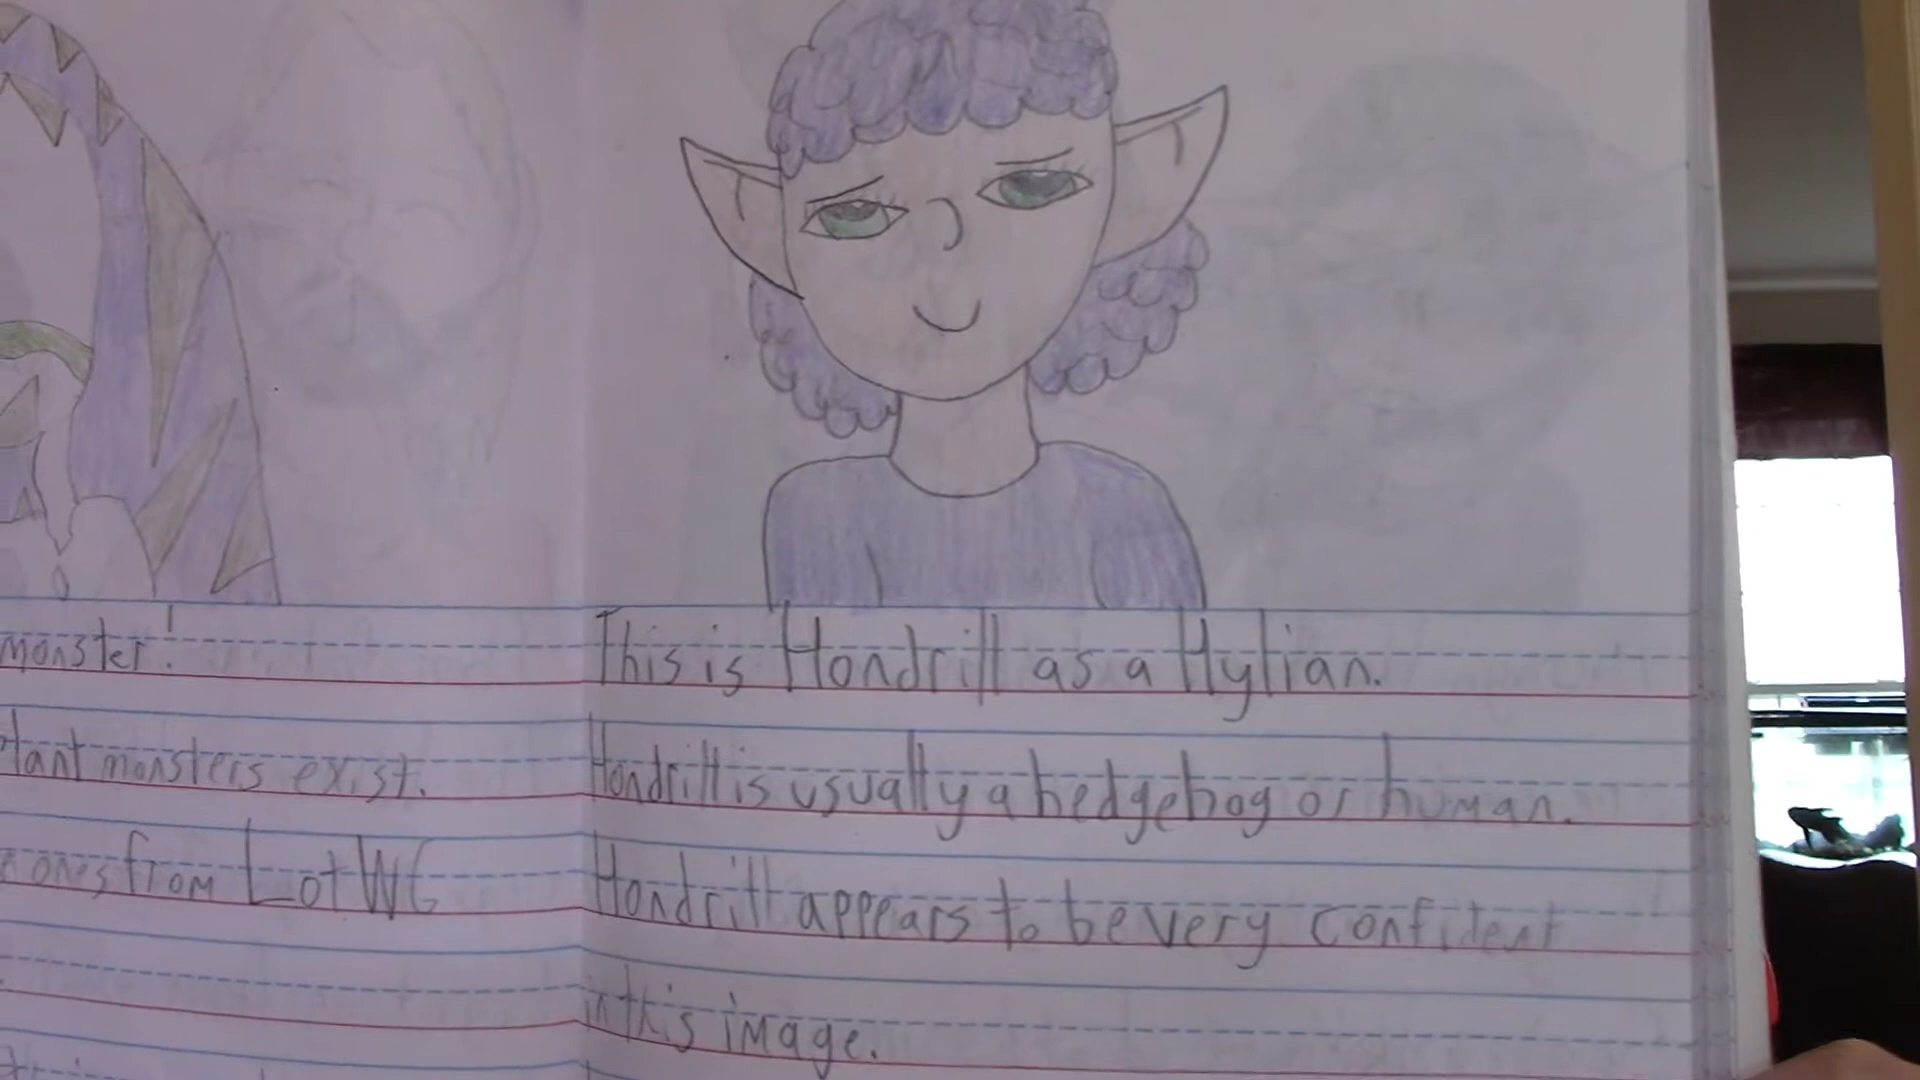 monster!
plant monsters exist.
ones from LotWG
This is Hondrill as a Hylian.
Hondrill is usually a hedgehog or human.
Hondrill appears to be very confident
in this image.